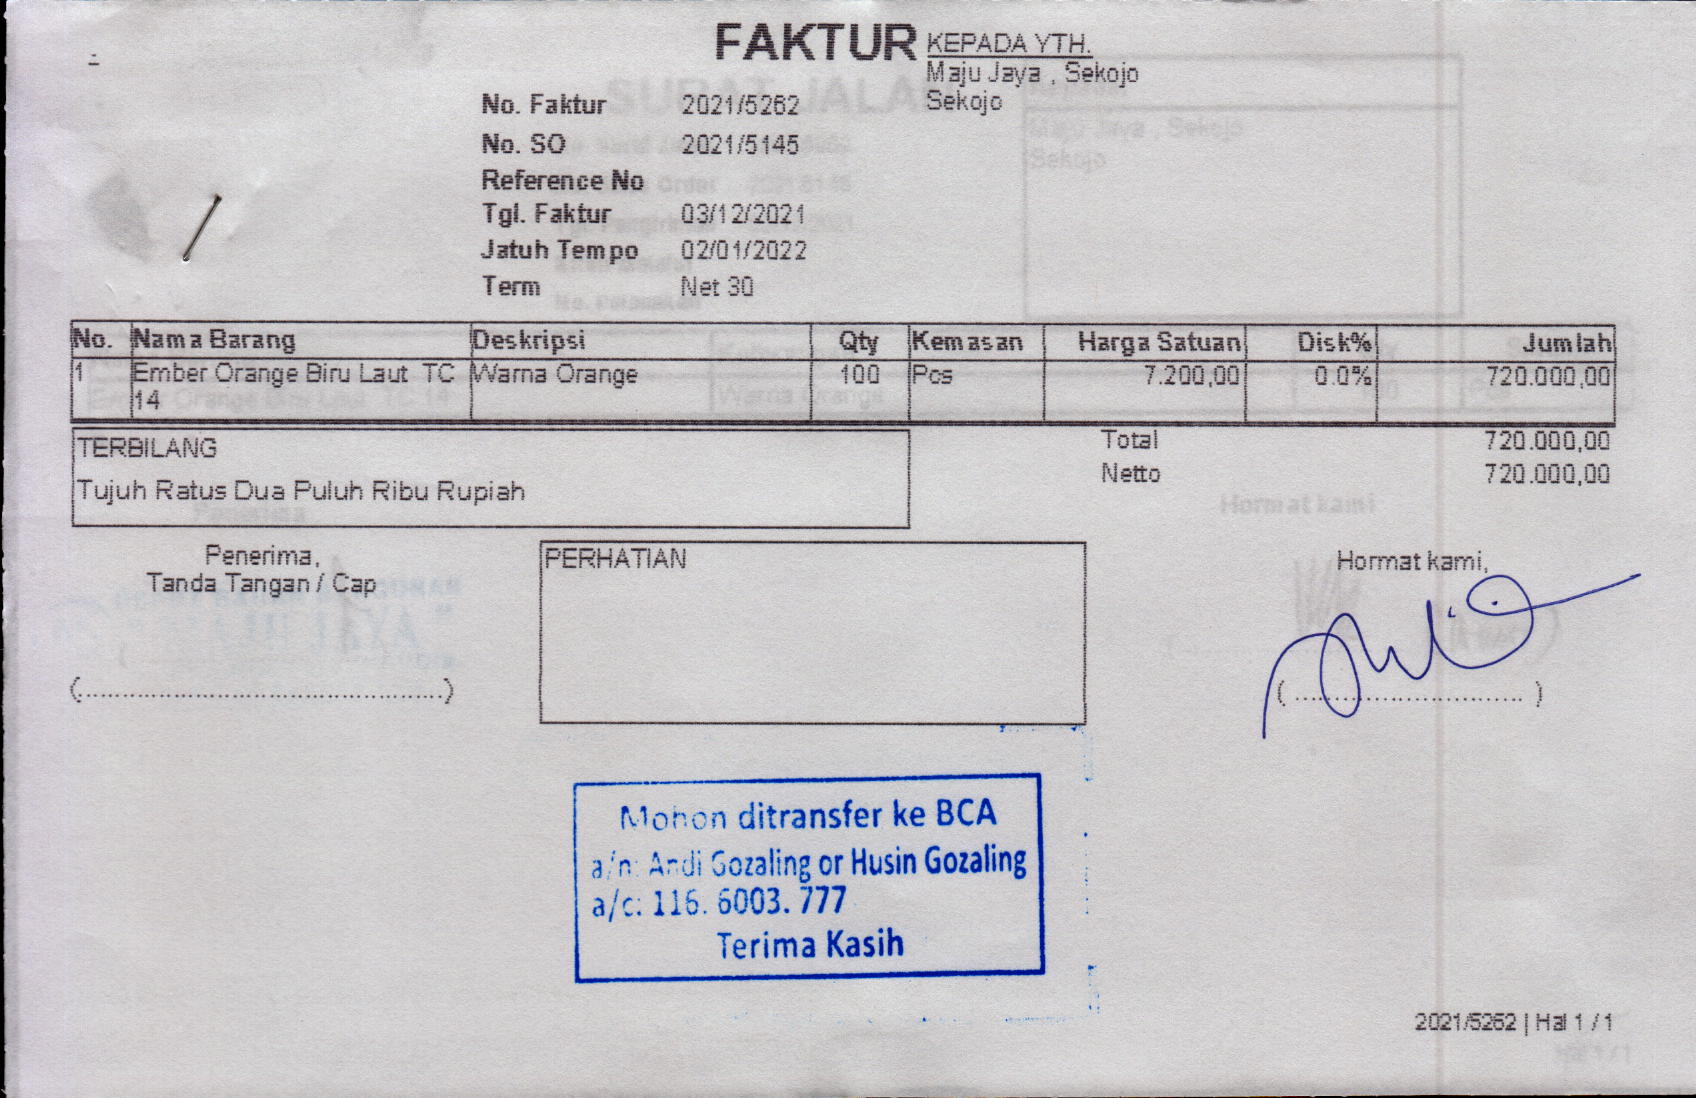 FAKTUR
KEPADA YTH.
Maju Jaya , Sekojo
Sekojo
No. Faktur 2021/5262
No. SO 2021/5145
Reference No
Tgl. Faktur 03/12/2021
Jatuh Tempo 02/01/2022
Term Net 30
No. Nama Barang Deskripsi Qty Kemasan Harga Satuan Disk% Jumlah
1 Ember Orange Biru Laut TC Warna Orange 100 Pcs 7.200,00 0.0% 720.000,00
14
TERBILANG
Tujuh Ratus Dua Puluh Ribu Rupiah
Total 720.000,00
Netto 720.000,00
Penerima,
Tanda Tangan / Cap
(................................................)
PERHATIAN
Hormat kami,
( .............................. )
Mohon ditransfer ke BCA
a/n: Andi Gozaling or Husin Gozaling
a/c: 116. 6003. 777
Terima Kasih
2021/5262 | Hal 1 / 1